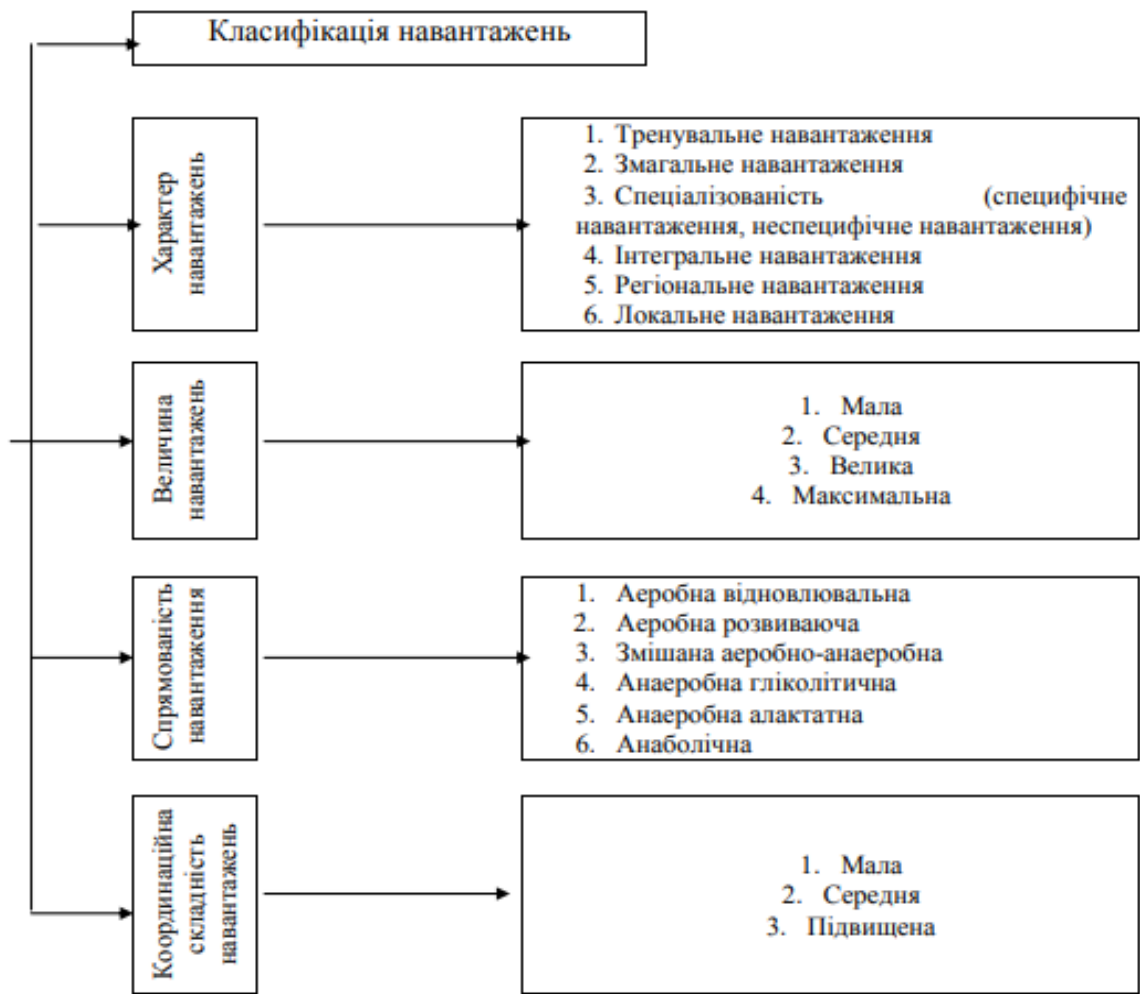 Класифікація навантажень
Характер
навантажень
1. Тренувальне навантаження
2. Змагальне навантаження
3. Спеціалізованість (специфічне
навантаження, неспецифічне навантаження)
4. Інтегральне навантаження
5. Регіональне навантаження
6. Локальне навантаження
Величина
навантажень
1. Мала
2. Середня
3. Велика
4. Максимальна
Спрямованість
навантаження
1. Аеробна відновлювальна
2. Аеробна розвиваюча
3. Змішана аеробно-анаеробна
4. Анаеробна гліколітична
5. Анаеробна алактатна
6. Анаболічна
Координаційна
складність
навантажень
1. Мала
2. Середня
3. Підвищена